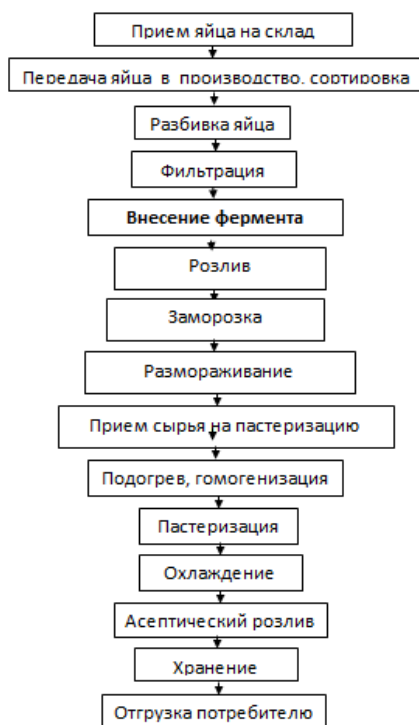 Прием яйца на склад
Передача яйца в производство, сортировка
Разбивка яйца
Фильтрация
Внесение фермента
Розлив
Заморозка
Размораживание
Прием сырья на пастеризацию
Подогрев, гомогенизация
Пастеризация
Охлаждение
Асептический розлив
Хранение
Отгрузка потребителю